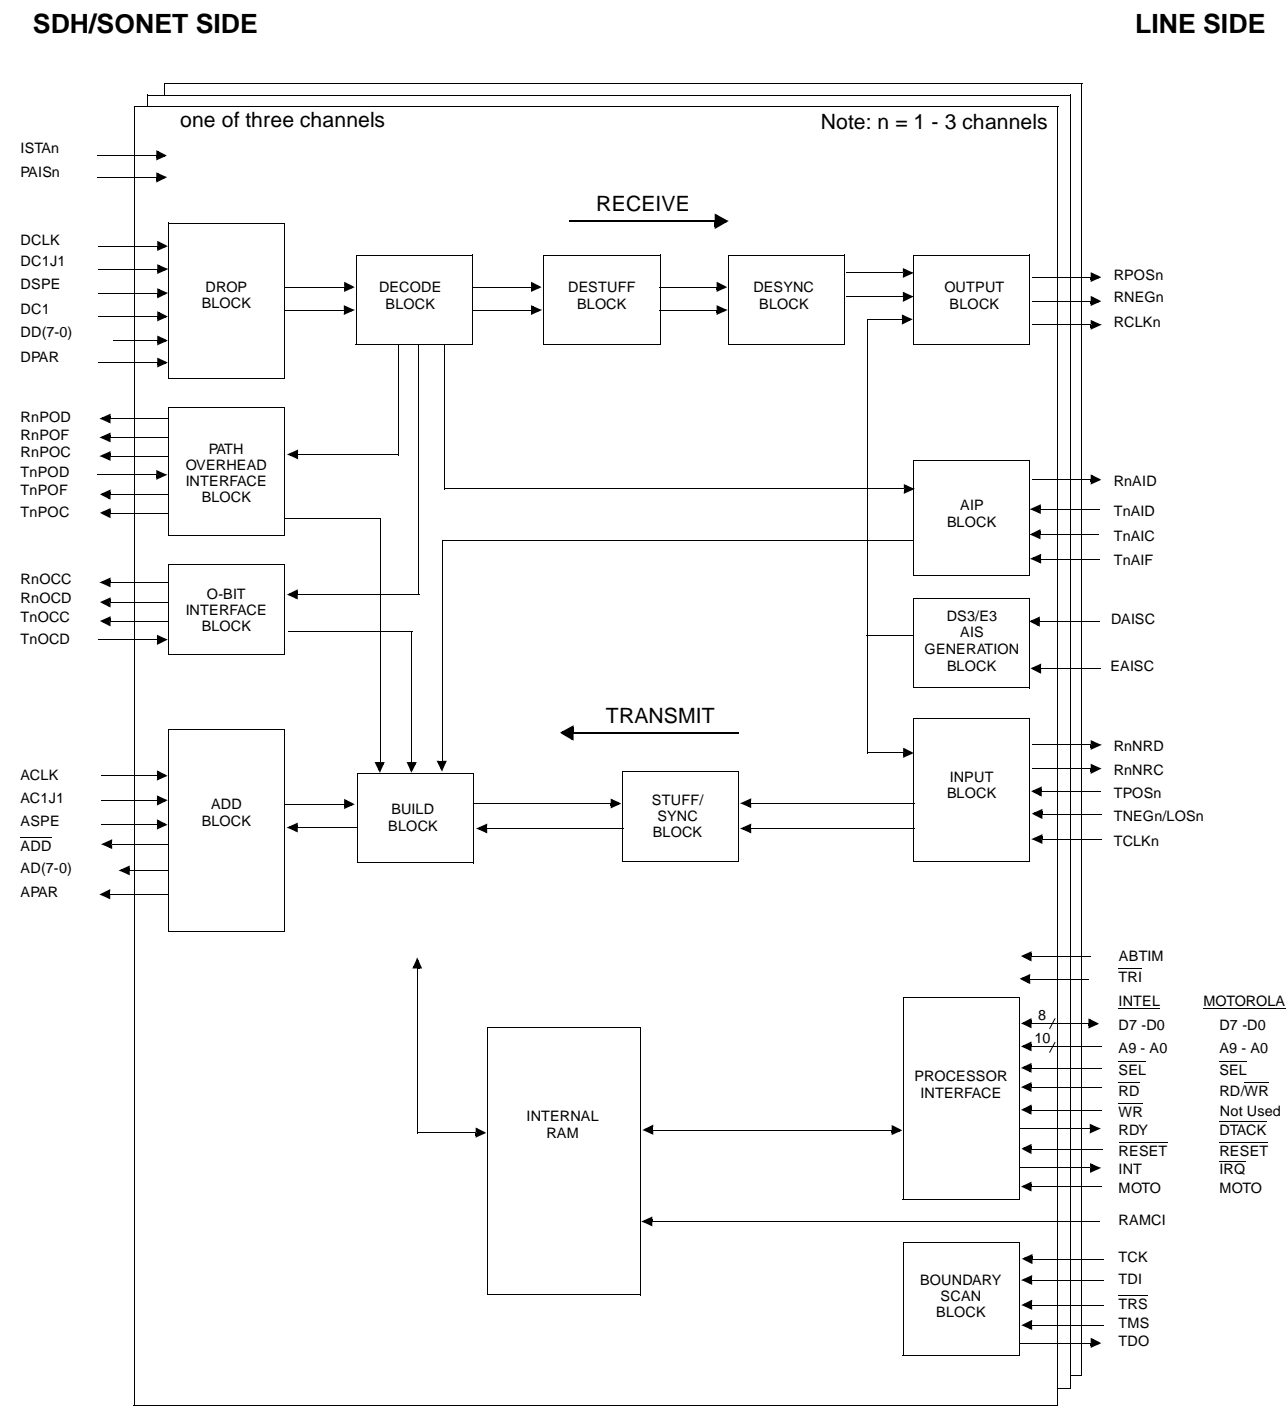 SDH/SONET SIDE
LINE SIDE
one of three channels
Note: n = 1 - 3 channels
ISTAn
PAISn
RECEIVE
DCLK
DC1J1
DSPE
DC1
DD(7-0)
DPAR
DROP
BLOCK
DECODE
BLOCK
DESTUFF
BLOCK
DESYNC
BLOCK
OUTPUT
BLOCK
RPOSn
RNEGn
RCLKn
RnPOD
RnPOF
RnPOC
TnPOD
TnPOF
TnPOC
PATH
OVERHEAD
INTERFACE
BLOCK
AIP
BLOCK
RnAID
TnAID
TnAIC
TnAIF
RnOCC
RnOCD
TnOCC
TnOCD
O-BIT
INTERFACE
BLOCK
DS3/E3
AIS
GENERATION
BLOCK
DAISC
EAISC
TRANSMIT
ACLK
AC1J1
ASPE
ADD
AD(7-0)
APAR
ADD
BLOCK
BUILD
BLOCK
STUFF/
SYNC
BLOCK
INPUT
BLOCK
RnNRD
RnNRC
TPOSn
TNEGn/LOSn
TCLKn
ABTIM
TRI
INTEL MOTOROLA
8 D7 -D0 D7 -D0
10 A9 - A0 A9 - A0
SEL SEL
RD RD/WR
WR Not Used
RDY DTACK
RESET RESET
INT IRQ
MOTO MOTO
PROCESSOR
INTERFACE
INTERNAL
RAM
RAMCI
BOUNDARY
SCAN
BLOCK
TCK
TDI
TRS
TMS
TDO